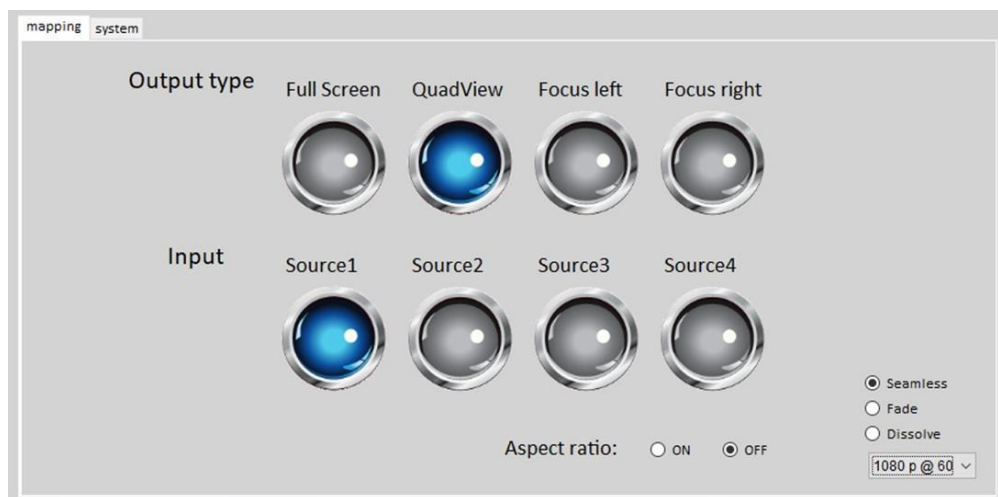 mapping system
Output type
Full Screen QuadView Focus left Focus right
Input
Source1 Source2 Source3 Source4
Seamless
Fade
Dissolve
Aspect ratio: ON OFF
1080 p @ 60